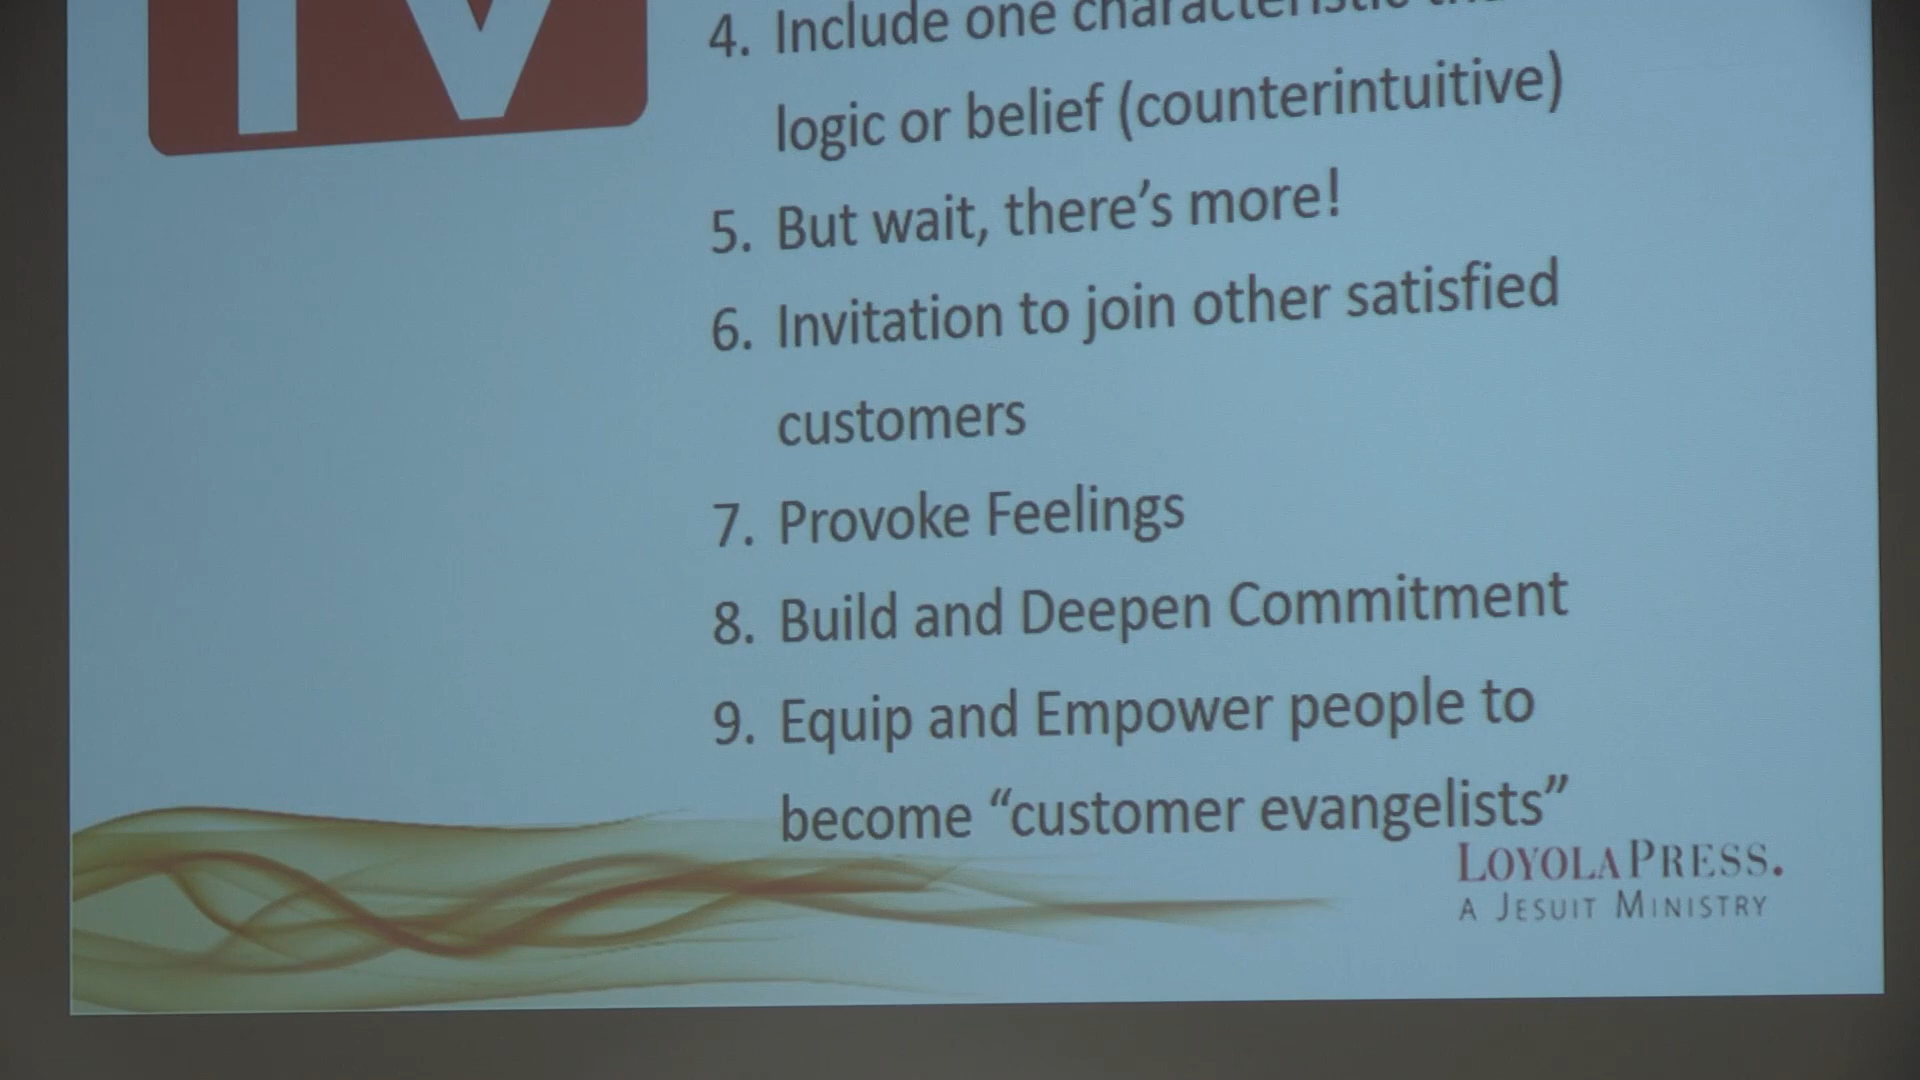 TV
4. Include one characteristic
logic or belief (counterintuitive)
5. But wait, there's more!
6. Invitation to join other satisfied
customers
7. Provoke Feelings
8. Build and Deepen Commitment
9. Equip and Empower people to
become “customer evangelists”
LOYOLA PRESS.
A JESUIT MINISTRY